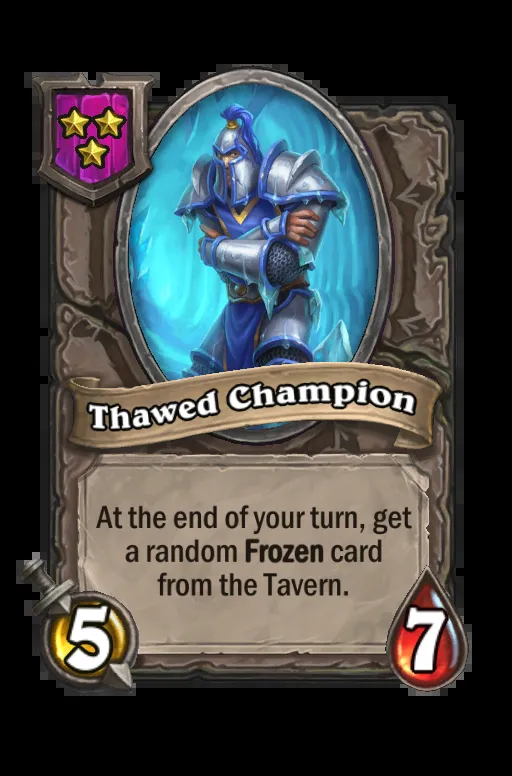 Thawed Champion
At the end of your turn, get
a random Frozen card
from the Tavern.
5
7